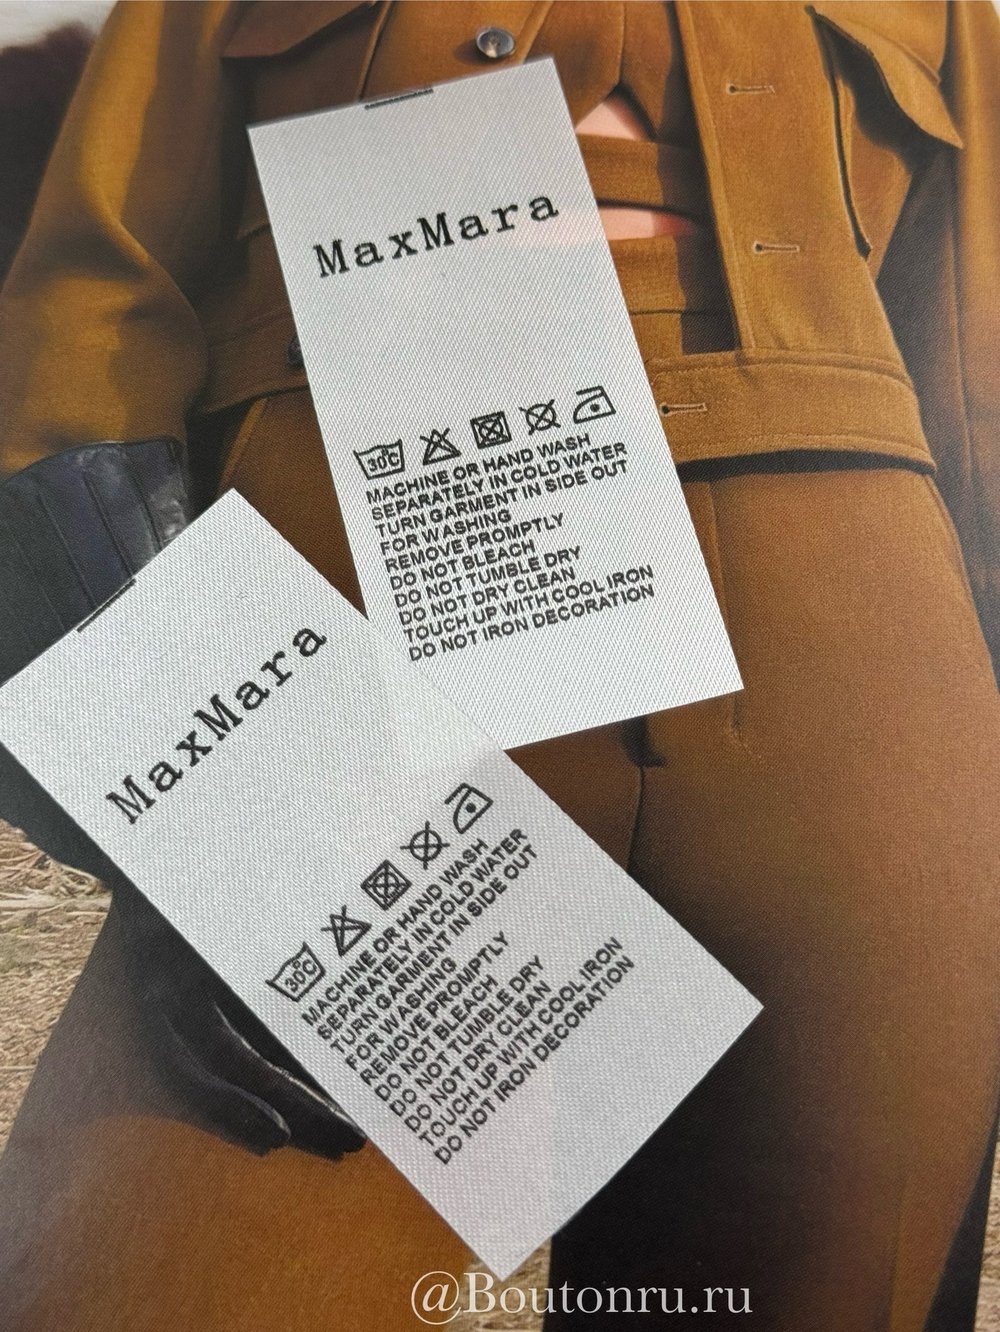 MaxMara
30°C
MACHINE OR HAND WASH
SEPARATELY IN COLD WATER
TURN GARMENT IN SIDE OUT
FOR WASHING
REMOVE PROMPTLY
DO NOT BLEACH
DO NOT TUMBLE DRY
DO NOT DRY CLEAN
TOUCH UP WITH COOL IRON
DO NOT IRON DECORATION
MaxMara
30°C
MACHINE OR HAND WASH
SEPARATELY IN COLD WATER
TURN GARMENT IN SIDE OUT
FOR WASHING
REMOVE PROMPTLY
DO NOT BLEACH
DO NOT TUMBLE DRY
DO NOT DRY CLEAN
TOUCH UP WITH COOL IRON
DO NOT IRON DECORATION
@Boutonru.ru